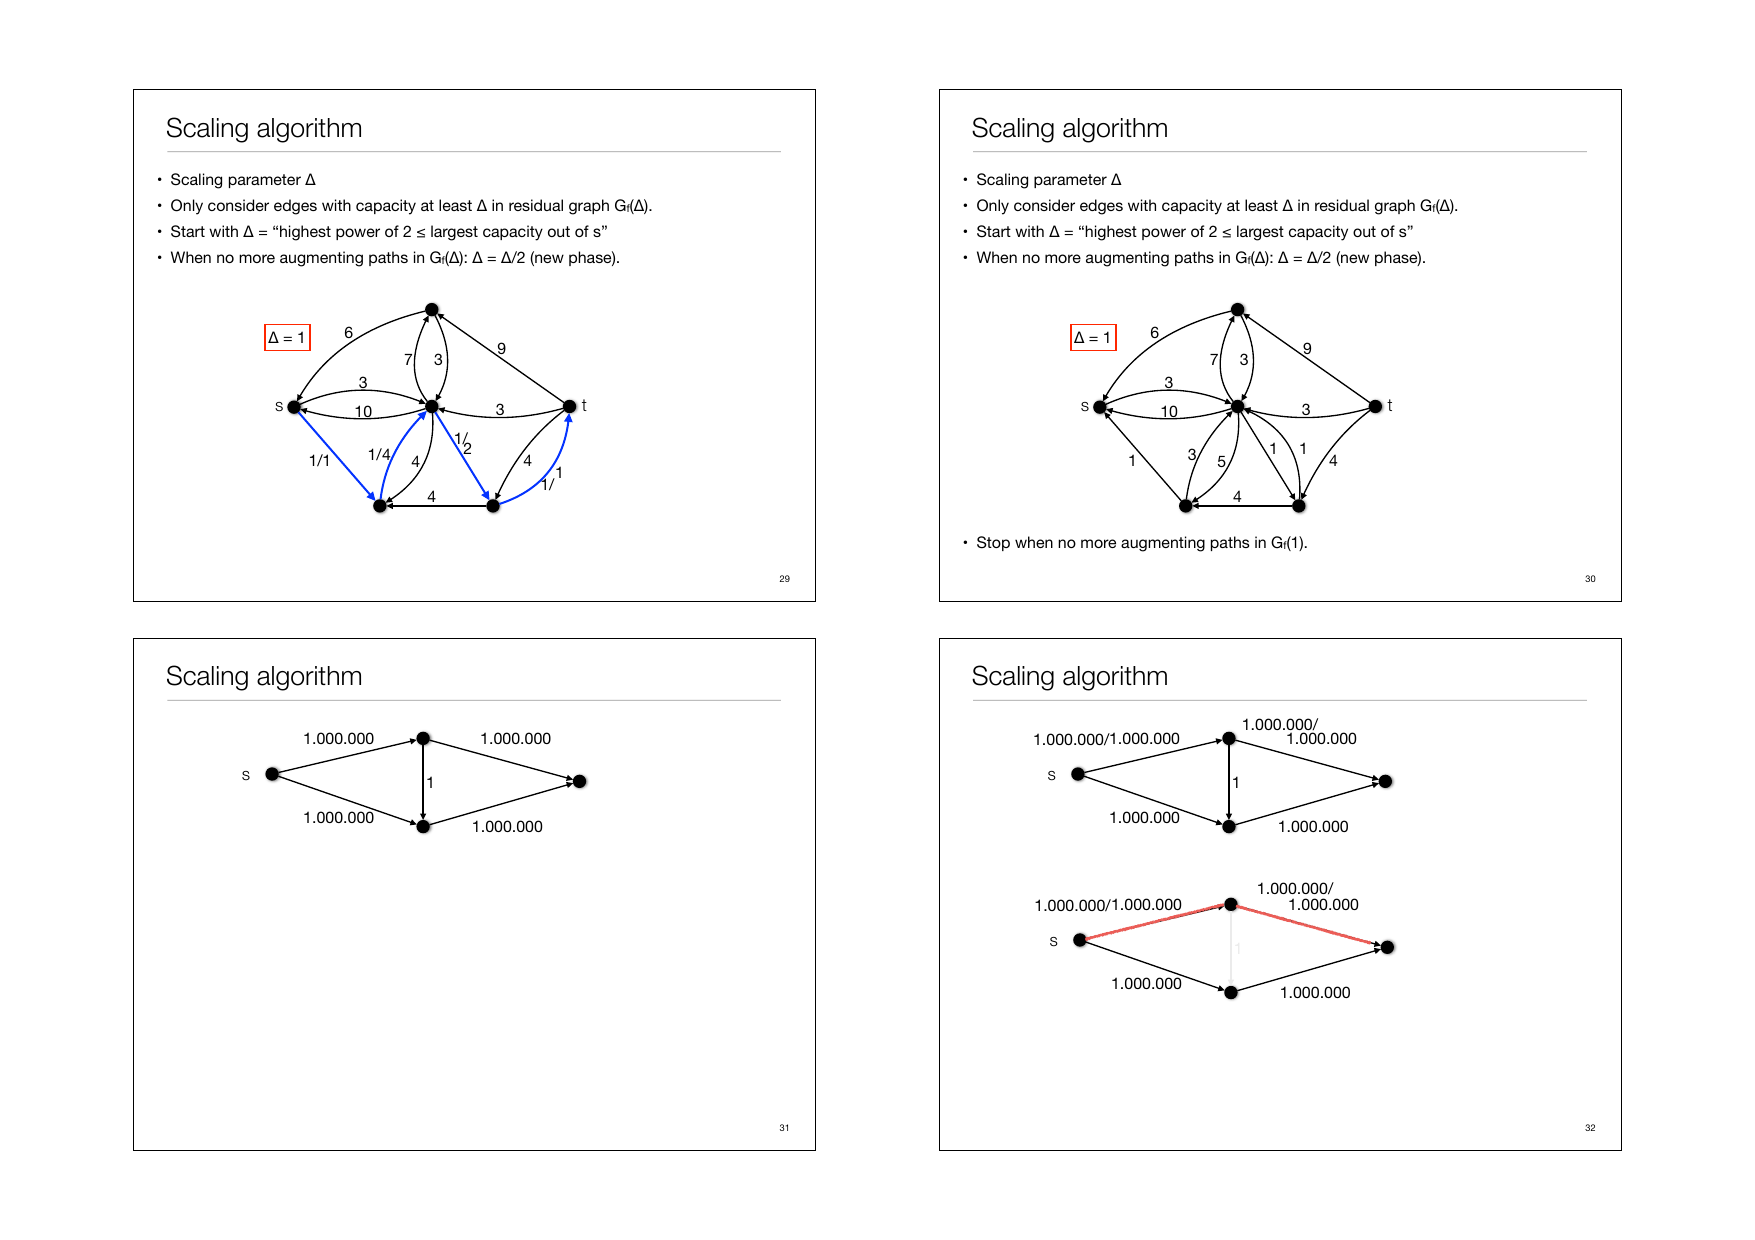 Scaling algorithm
• Scaling parameter Δ
• Only consider edges with capacity at least Δ in residual graph Gf(Δ).
• Start with Δ = “highest power of 2 ≤ largest capacity out of s”
• When no more augmenting paths in Gf(Δ): Δ = Δ/2 (new phase).
Δ = 1
6
9
7
3
3
s
10
3
t
1/1
1/4
4
1/
2
4
1/
1
4
29
Scaling algorithm
• Scaling parameter Δ
• Only consider edges with capacity at least Δ in residual graph Gf(Δ).
• Start with Δ = “highest power of 2 ≤ largest capacity out of s”
• When no more augmenting paths in Gf(Δ): Δ = Δ/2 (new phase).
Δ = 1
6
9
7
3
3
s
10
3
t
1
3
5
1
1
4
4
• Stop when no more augmenting paths in Gf(1).
30
Scaling algorithm
1.000.000
1.000.000
s
1
1.000.000
1.000.000
31
Scaling algorithm
1.000.000/
1.000.000/1.000.000
1.000.000
s
1
1.000.000
1.000.000
1.000.000/
1.000.000/1.000.000
1.000.000
s
1
1.000.000
1.000.000
32